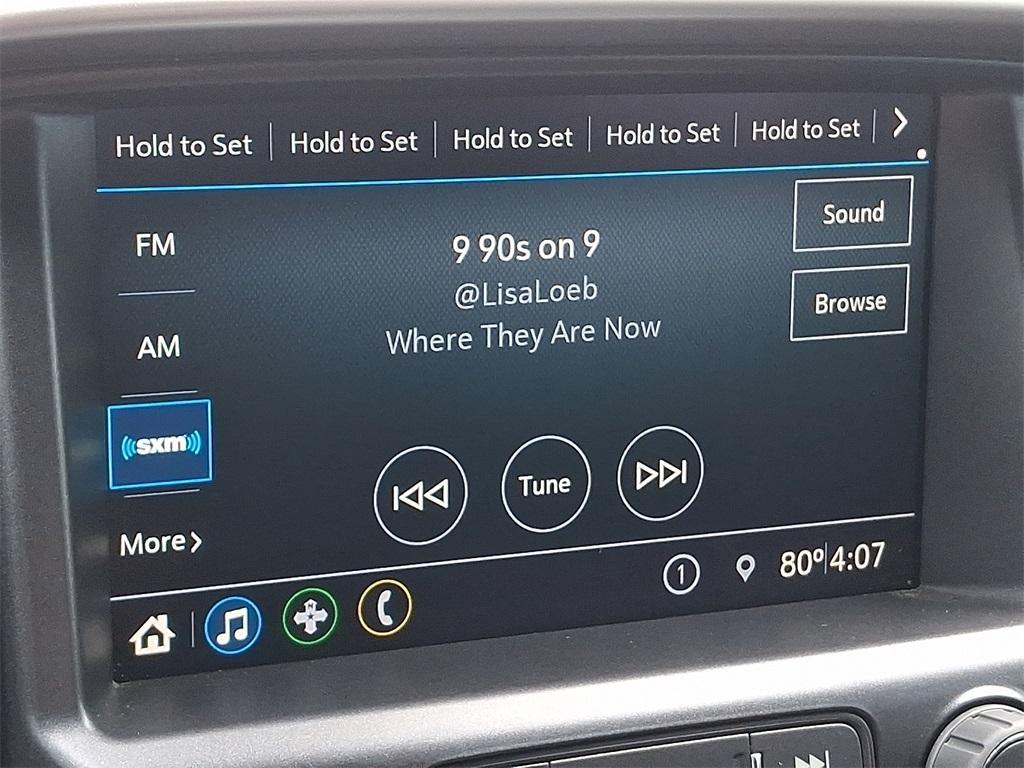 Hold to Set Hold to Set Hold to Set Hold to Set Hold to Set
Sound
FM
9 90s on 9
@LisaLoeb
Browse
Where They Are Now
AM
sxm
Tune
More
1 80° 4:07